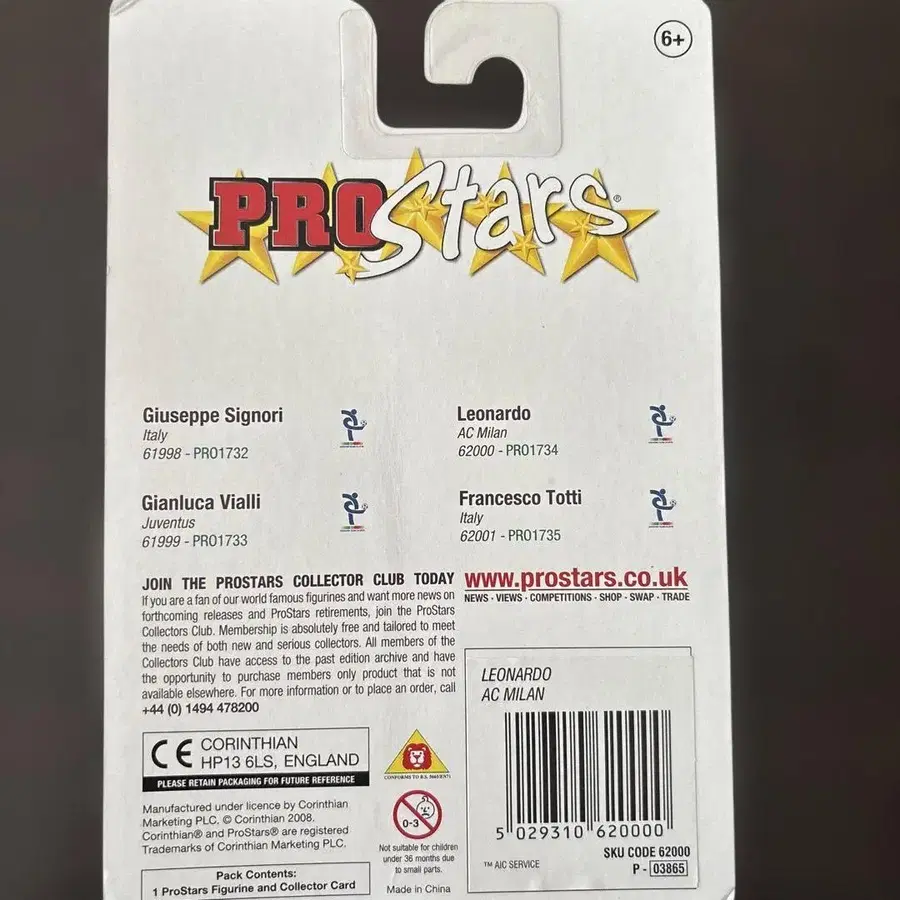 6+
PROStars®
Giuseppe Signori
Italy
61998 - PRO1732
Leonardo
AC Milan
62000 - PRO1734
Gianluca Vialli
Juventus
61999 - PRO1733
Francesco Totti
Italy
62001 - PRO1735
JOIN THE PROSTARS COLLECTOR CLUB TODAY
If you are a fan of our world famous figurines and want more news on
forthcoming releases and ProStars retirements, join the ProStars
Collectors Club. Membership is absolutely free and tailored to meet
the needs of both new and serious collectors. All members of the
Collectors Club have access to the past edition archive and have
the opportunity to purchase members only product that is not
available elsewhere. For more information or to place an order, call
+44 (0) 1494 478200
www.prostars.co.uk
NEWS · VIEWS · COMPETITIONS · SHOP · SWAP · TRADE
LEONARDO
AC MILAN
5 029310 620000
SKU CODE 62000
™ AIC SERVICE
P - 03865
CE CORINTHIAN
HP13 6LS, ENGLAND
PLEASE RETAIN PACKAGING FOR FUTURE REFERENCE
Manufactured under licence by Corinthian
Marketing PLC. © Corinthian 2008.
Corinthian® and ProStars® are registered
Trademarks of Corinthian Marketing PLC.
Pack Contents:
1 ProStars Figurine and Collector Card
CONFORMS TO B.S.
0-3
Not suitable for children
under 36 months due
to small parts.
Made in China